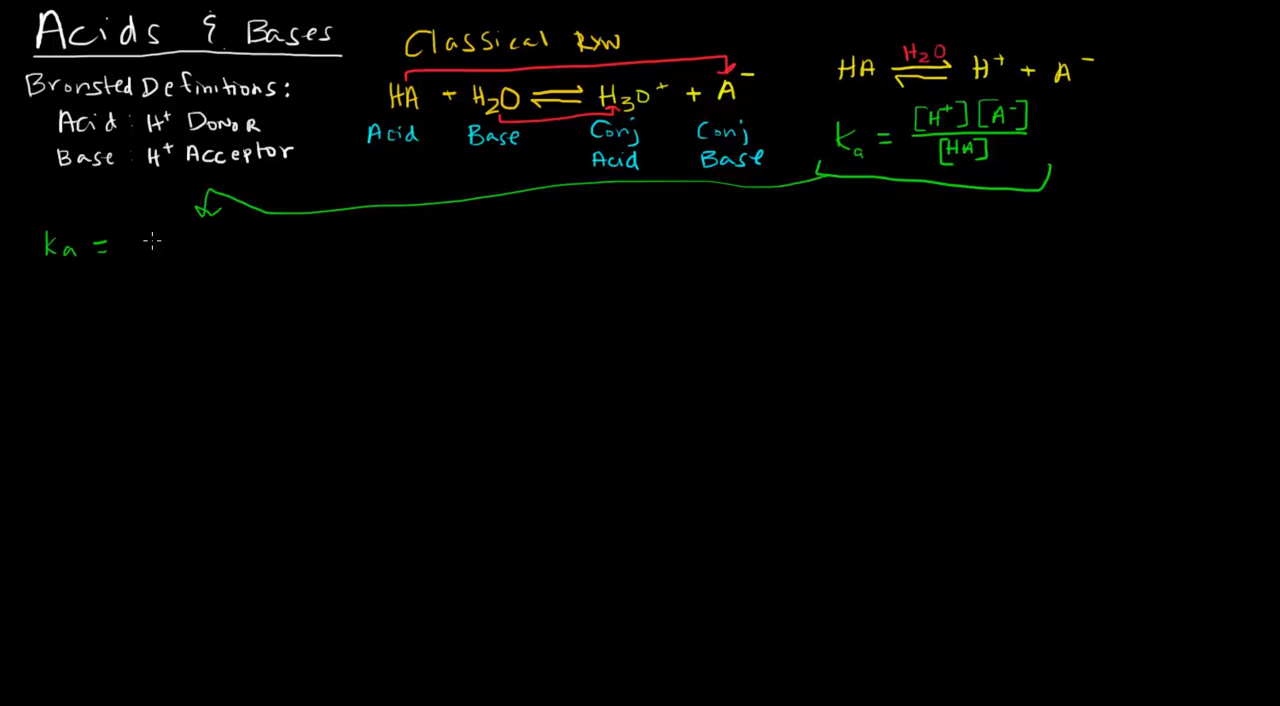 Acids & Bases
Bronsted Definitions:
Acid: H⁺ Donor
Base: H⁺ Acceptor
Classical Rxn
HA + H₂O ⇌ H₃O⁺ + A⁻
Acid Base Conj Acid Conj Base
HA ⇌ H⁺ + A⁻
H₂O
Ka = [H⁺][A⁻] / [HA]
Ka =